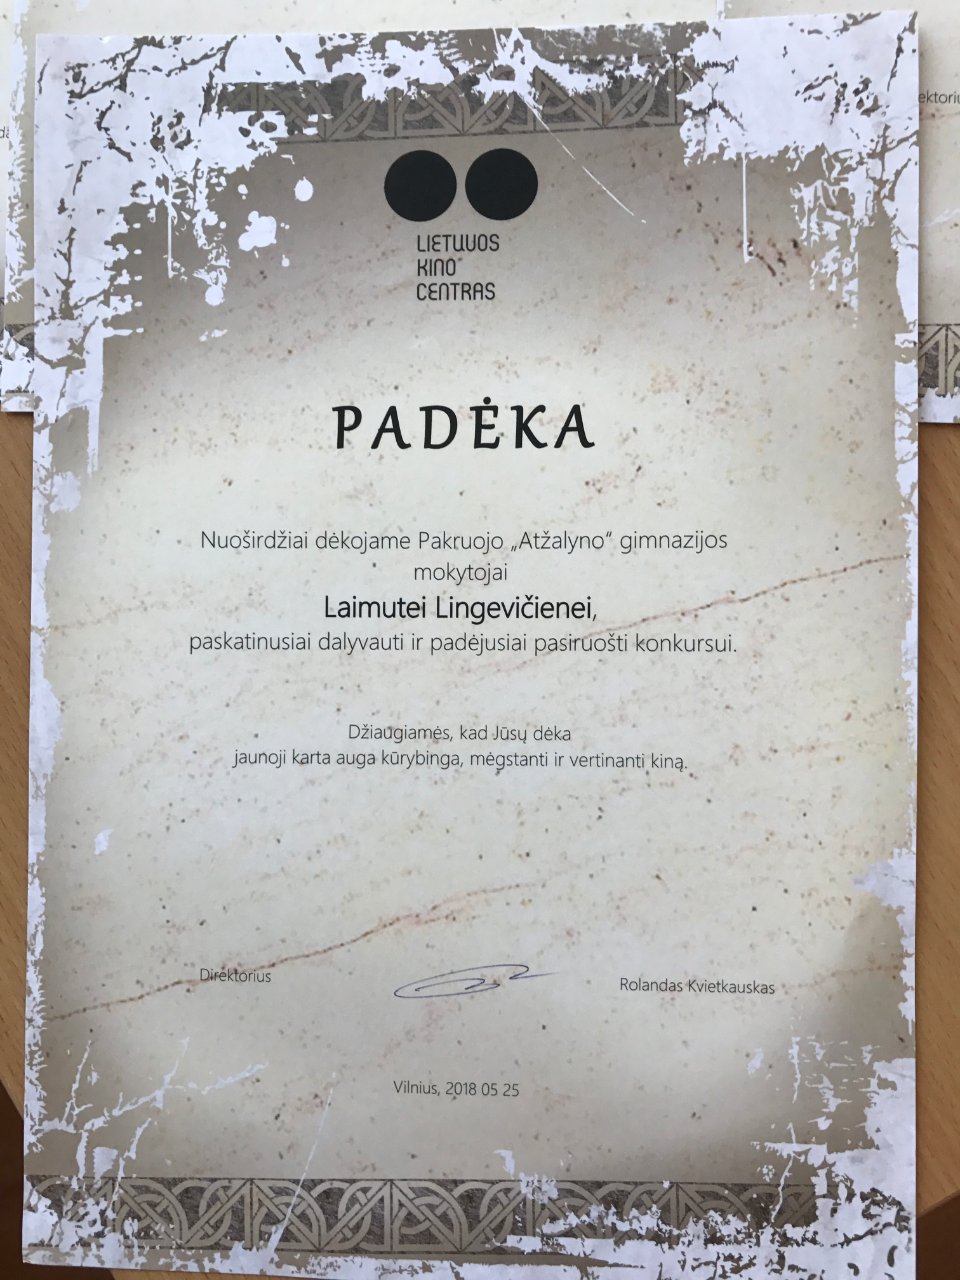 LIETUVOS
KINO
CENTRAS
PADĖKA
Nuoširdžiai dėkojame Pakruojo „Atžalyno“ gimnazijos
mokytojai
Laimutei Lingevičienei,
paskatinusiai dalyvauti ir padėjusiai pasiruošti konkursui.
Džiaugiamės, kad Jūsų dėka
jaunoji karta auga kūrybinga, mėgstanti ir vertinanti kiną.
Direktorius
Rolandas Kvietkauskas
Vilnius, 2018 05 25